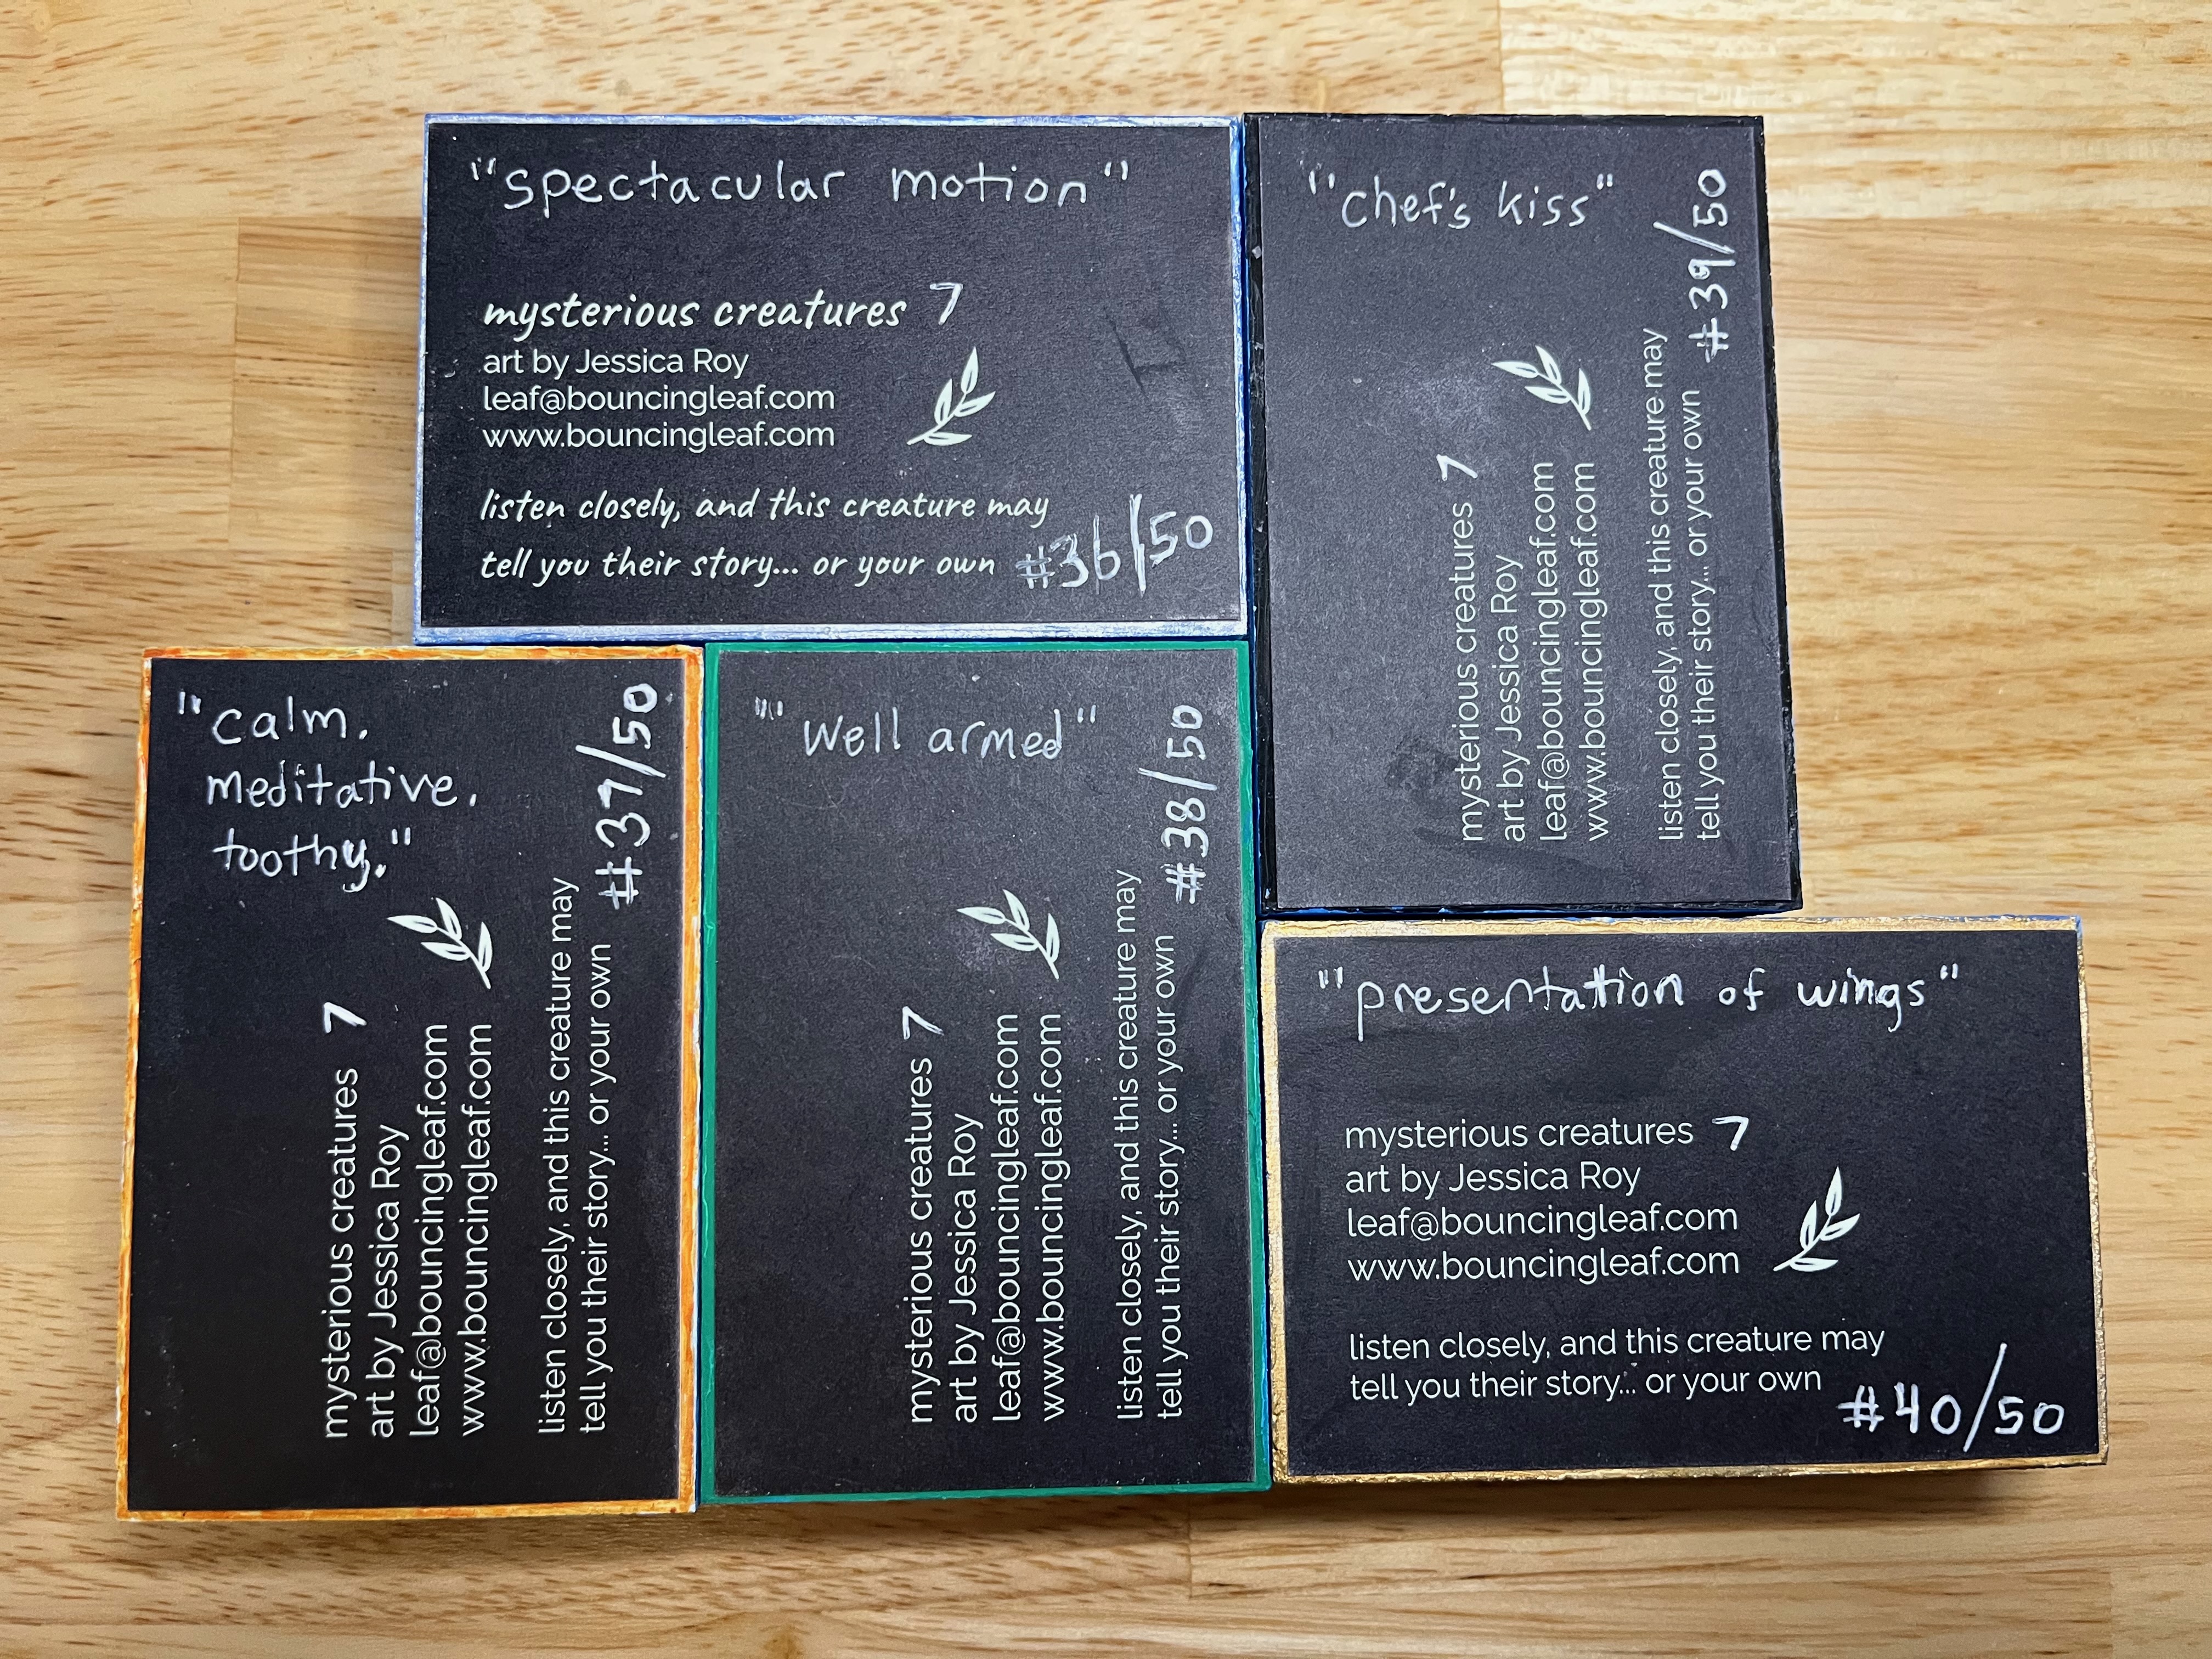 "spectacular motion"
mysterious creatures 7
art by Jessica Roy
leaf@bouncingleaf.com
www.bouncingleaf.com
listen closely, and this creature may
tell you their story... or your own
#36/50
"chef's kiss"
mysterious creatures 7
art by Jessica Roy
leaf@bouncingleaf.com
www.bouncingleaf.com
listen closely, and this creature may
tell you their story... or your own
#39/50
"calm.
meditative.
toothy."
mysterious creatures 7
art by Jessica Roy
leaf@bouncingleaf.com
www.bouncingleaf.com
listen closely, and this creature may
tell you their story... or your own
#37/50
"well armed"
mysterious creatures 7
art by Jessica Roy
leaf@bouncingleaf.com
www.bouncingleaf.com
listen closely, and this creature may
tell you their story... or your own
#38/50
"presentation of wings"
mysterious creatures 7
art by Jessica Roy
leaf@bouncingleaf.com
www.bouncingleaf.com
listen closely, and this creature may
tell you their story... or your own
#40/50